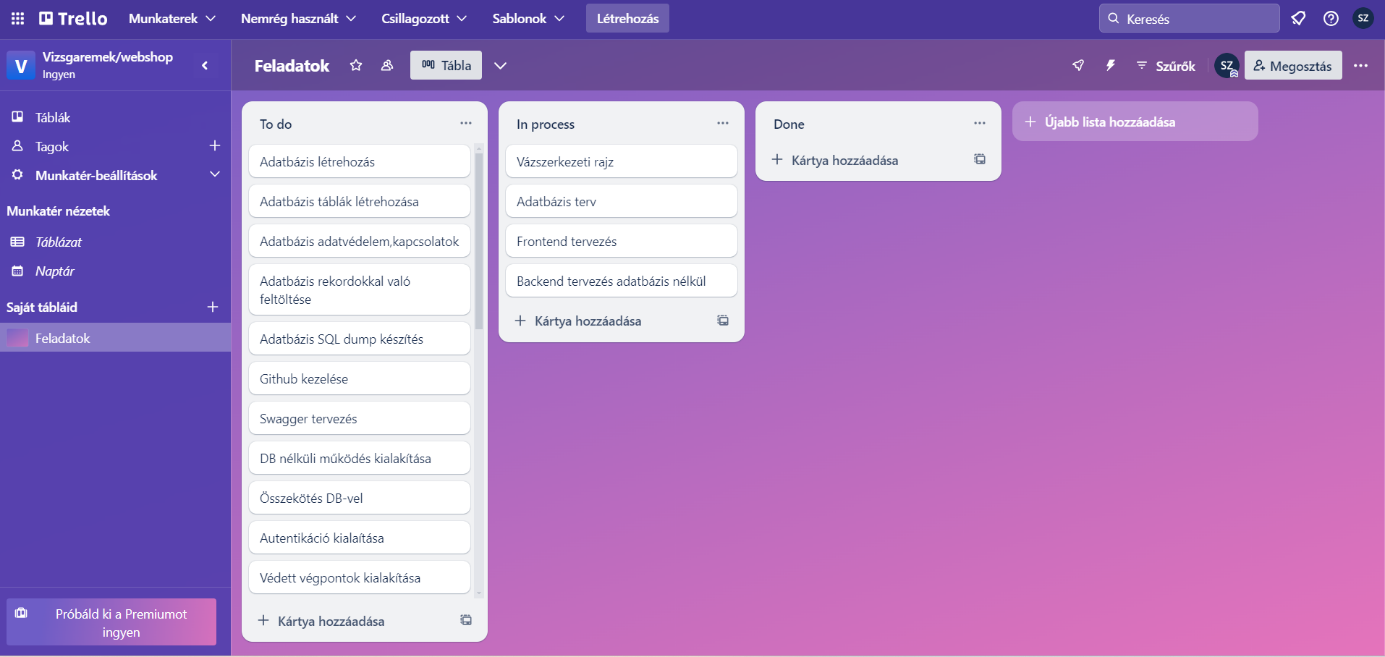 Trello Munkaterek Nemrég használt Csillagozott Sablonok Létrehozás Keresés SZ
V Vizsgaremek/webshop
Ingyen
Táblák
Tagok
Munkatér-beállítások
Munkatér nézetek
Táblázat
Naptár
Saját tábláid
Feladatok
Próbáld ki a Premiumot
ingyen
Feladatok Tábla Szűrők SZ Megosztás
To do
Adatbázis létrehozás
Adatbázis táblák létrehozása
Adatbázis adatvédelem,kapcsolatok
Adatbázis rekordokkal való
feltöltése
Adatbázis SQL dump készítés
Github kezelése
Swagger tervezés
DB nélküli működés kialakítása
Összekötés DB-vel
Autentikáció kialaítása
Védett végpontok kialakítása
Kártya hozzáadása
In process
Vázszerkezeti rajz
Adatbázis terv
Frontend tervezés
Backend tervezés adatbázis nélkül
Kártya hozzáadása
Done
Kártya hozzáadása
Újabb lista hozzáadása